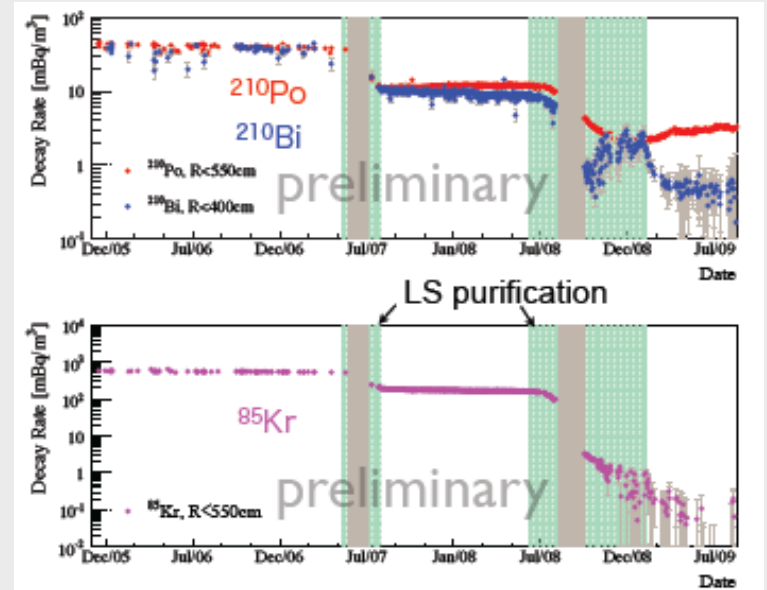 Decay Rate [mBq/m³]
10²
10
1
10⁻¹
²¹⁰Po
²¹⁰Bi
²¹⁰Po, R<550cm
²¹⁰Bi, R<400cm
preliminary
Dec/05 Jul/06 Dec/06 Jul/07 Jan/08 Jul/08 Dec/08 Jul/09
Date
LS purification
Decay Rate [mBq/m³]
10⁴
10³
10²
10
1
10⁻¹
10⁻²
⁸⁵Kr
⁸⁵Kr, R<550cm
preliminary
Dec/05 Jul/06 Dec/06 Jul/07 Jan/08 Jul/08 Dec/08 Jul/09
Date